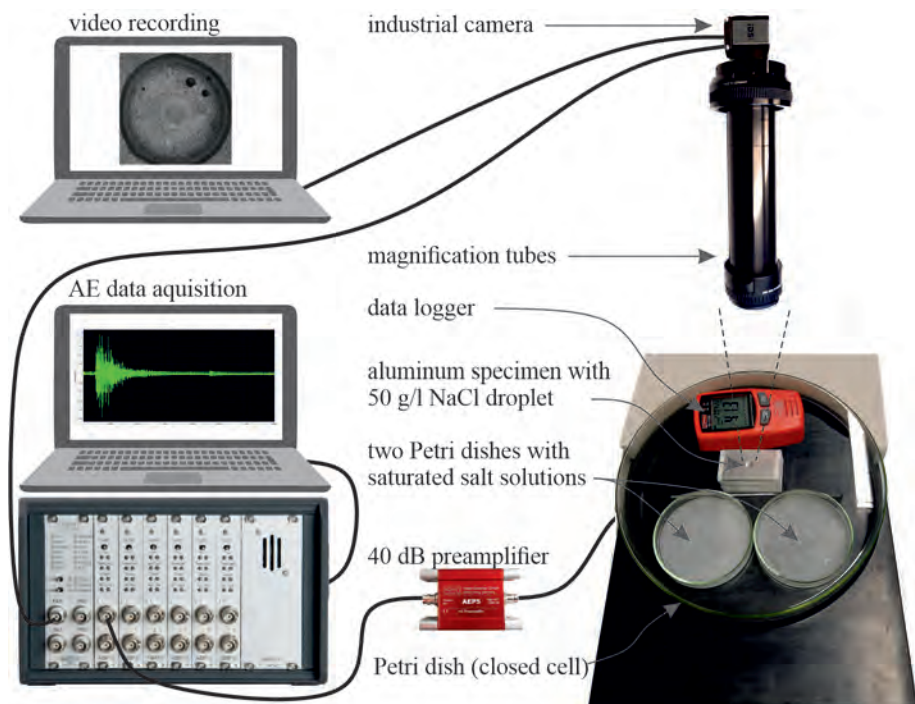 video recording
industrial camera
magnification tubes
AE data aquisition
data logger
aluminum specimen with
50 g/l NaCl droplet
two Petri dishes with
saturated salt solutions
40 dB preamplifier
AEP5
Petri dish (closed cell)